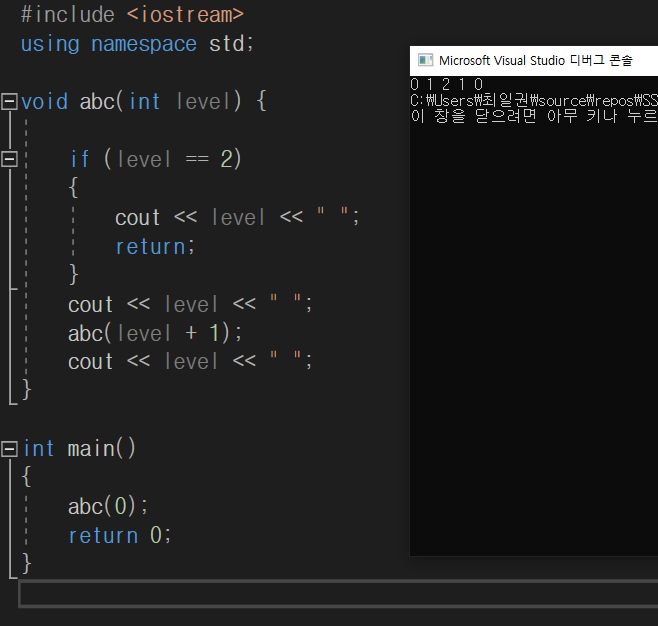 #include <iostream>
using namespace std;
void abc(int level) {
if (level == 2)
{
cout << level << " ";
return;
}
cout << level << " ";
abc(level + 1);
cout << level << " ";
}
int main()
{
abc(0);
return 0;
}
Microsoft Visual Studio 디버그 콘솔
0 1 2 1 0
C:₩Users₩최일권₩source₩repos₩SS
이 창을 닫으려면 아무 키나 누르